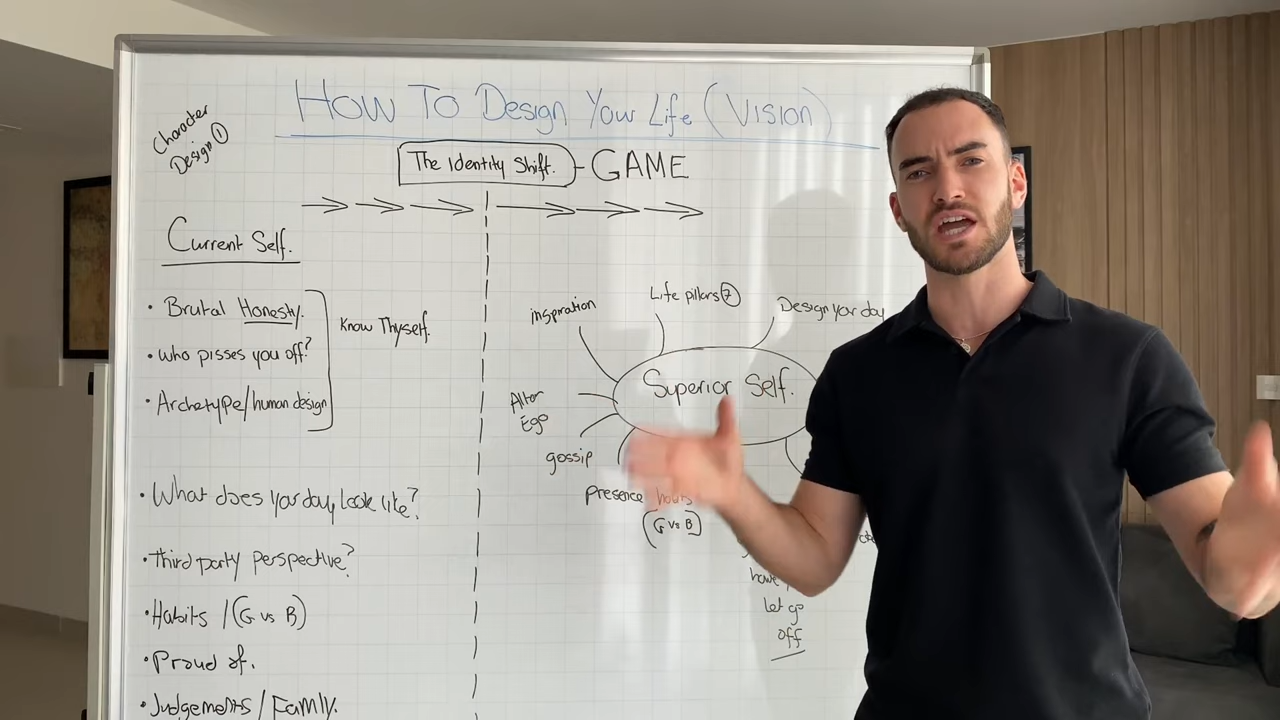 How To Design Your Life (Vision)
Character
Design ①
The Identity Shift. - GAME
Current Self.
• Brutal Honesty.
• Who pisses you off?
• Archetype/human design
Know Thyself.
• What does your day look like?
• Third party perspective?
• Habits / (G vs B)
• Proud of.
• Judgements / Family.
inspiration
Life pillars ⑦
Design your day
Superior Self.
Alter
Ego
gossip
presence
habits
(G vs B)
have
let go
off